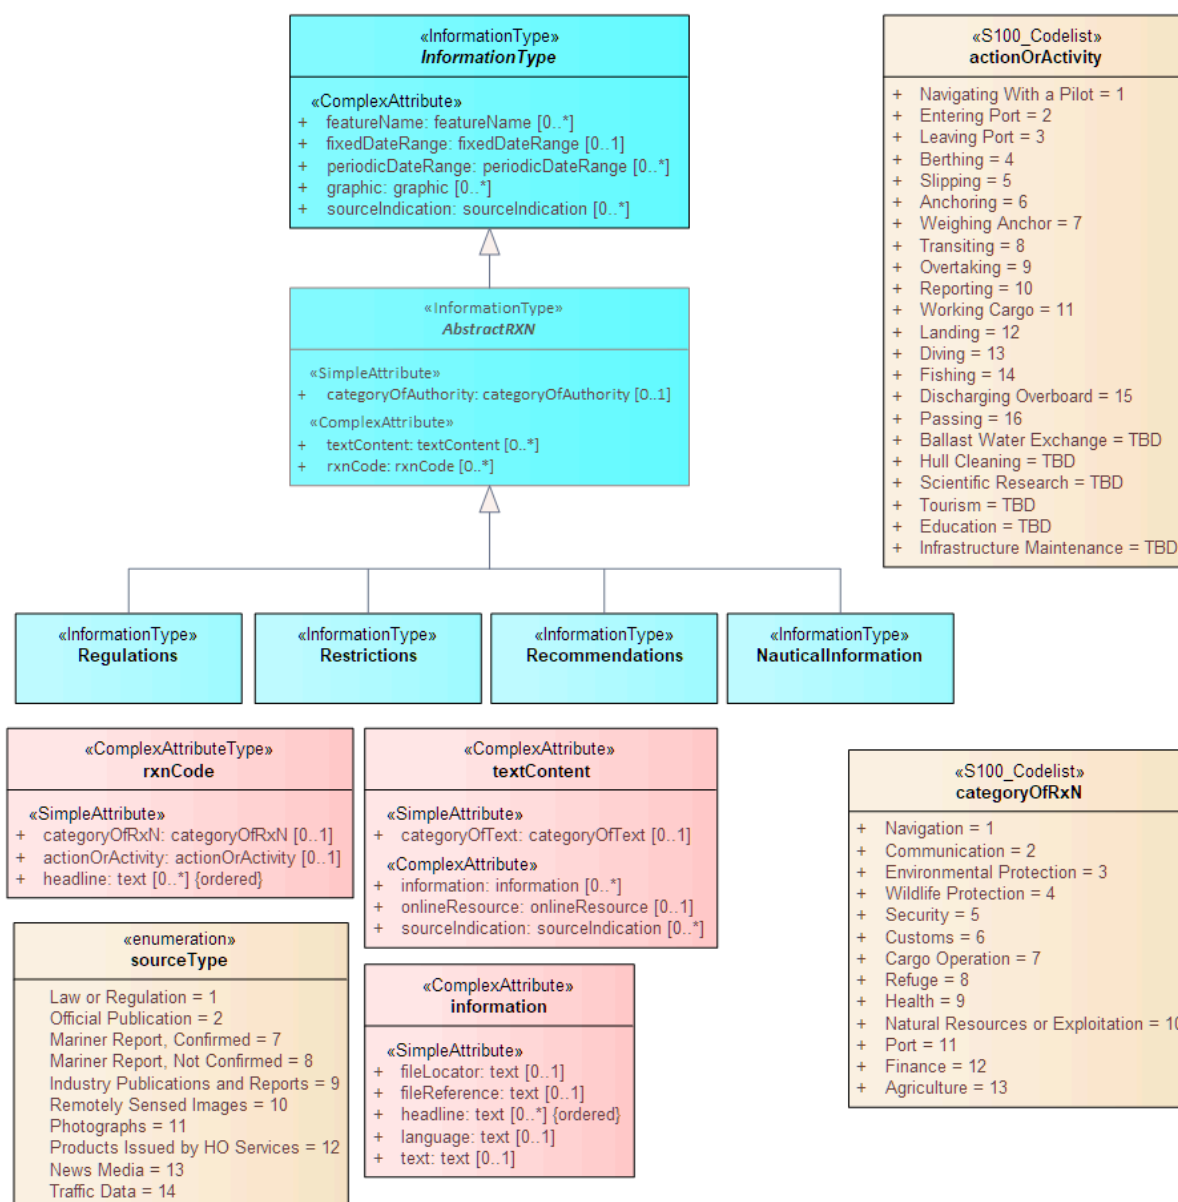 «InformationType»
InformationType
«ComplexAttribute»
+ featureName: featureName [0..*]
+ fixedDateRange: fixedDateRange [0..1]
+ periodicDateRange: periodicDateRange [0..*]
+ graphic: graphic [0..*]
+ sourceIndication: sourceIndication [0..*]
«InformationType»
AbstractRXN
«SimpleAttribute»
+ categoryOfAuthority: categoryOfAuthority [0..1]
«ComplexAttribute»
+ textContent: textContent [0..*]
+ rxnCode: rxnCode [0..*]
«S100_Codelist»
actionOrActivity
+ Navigating With a Pilot = 1
+ Entering Port = 2
+ Leaving Port = 3
+ Berthing = 4
+ Slipping = 5
+ Anchoring = 6
+ Weighing Anchor = 7
+ Transiting = 8
+ Overtaking = 9
+ Reporting = 10
+ Working Cargo = 11
+ Landing = 12
+ Diving = 13
+ Fishing = 14
+ Discharging Overboard = 15
+ Passing = 16
+ Ballast Water Exchange = TBD
+ Hull Cleaning = TBD
+ Scientific Research = TBD
+ Tourism = TBD
+ Education = TBD
+ Infrastructure Maintenance = TBD
«InformationType»
Regulations
«InformationType»
Restrictions
«InformationType»
Recommendations
«InformationType»
NauticalInformation
«ComplexAttributeType»
rxnCode
«SimpleAttribute»
+ categoryOfRxN: categoryOfRxN [0..1]
+ actionOrActivity: actionOrActivity [0..1]
+ headline: text [0..*] {ordered}
«ComplexAttribute»
textContent
«SimpleAttribute»
+ categoryOfText: categoryOfText [0..1]
«ComplexAttribute»
+ information: information [0..*]
+ onlineResource: onlineResource [0..1]
+ sourceIndication: sourceIndication [0..*]
«S100_Codelist»
categoryOfRxN
+ Navigation = 1
+ Communication = 2
+ Environmental Protection = 3
+ Wildlife Protection = 4
+ Security = 5
+ Customs = 6
+ Cargo Operation = 7
+ Refuge = 8
+ Health = 9
+ Natural Resources or Exploitation = 10
+ Port = 11
+ Finance = 12
+ Agriculture = 13
«enumeration»
sourceType
Law or Regulation = 1
Official Publication = 2
Mariner Report, Confirmed = 7
Mariner Report, Not Confirmed = 8
Industry Publications and Reports = 9
Remotely Sensed Images = 10
Photographs = 11
Products Issued by HO Services = 12
News Media = 13
Traffic Data = 14
«ComplexAttribute»
information
«SimpleAttribute»
+ fileLocator: text [0..1]
+ fileReference: text [0..1]
+ headline: text [0..*] {ordered}
+ language: text [0..1]
+ text: text [0..1]